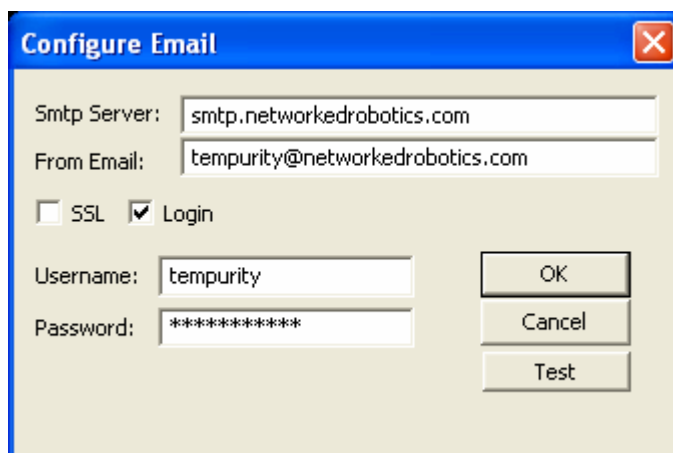 Configure Email
Smtp Server: smtp.networkedrobotics.com
From Email: tempurity@networkedrobotics.com
SSL Login
Username: tempurity
OK
Password: ***********
Cancel
Test